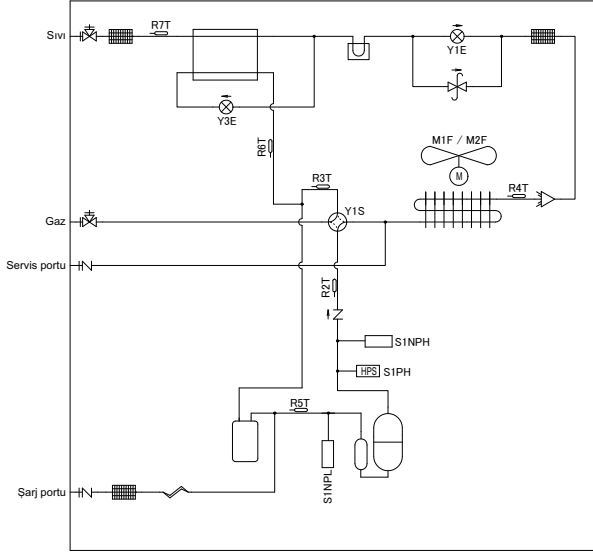 R7T
Sıvı
Y1E
Y3E
M1F / M2F
R6T
M
R3T
R4T
Y1S
Gaz
Servis portu
R2T
S1NPH
HPS S1PH
R5T
S1NPL
Şarj portu